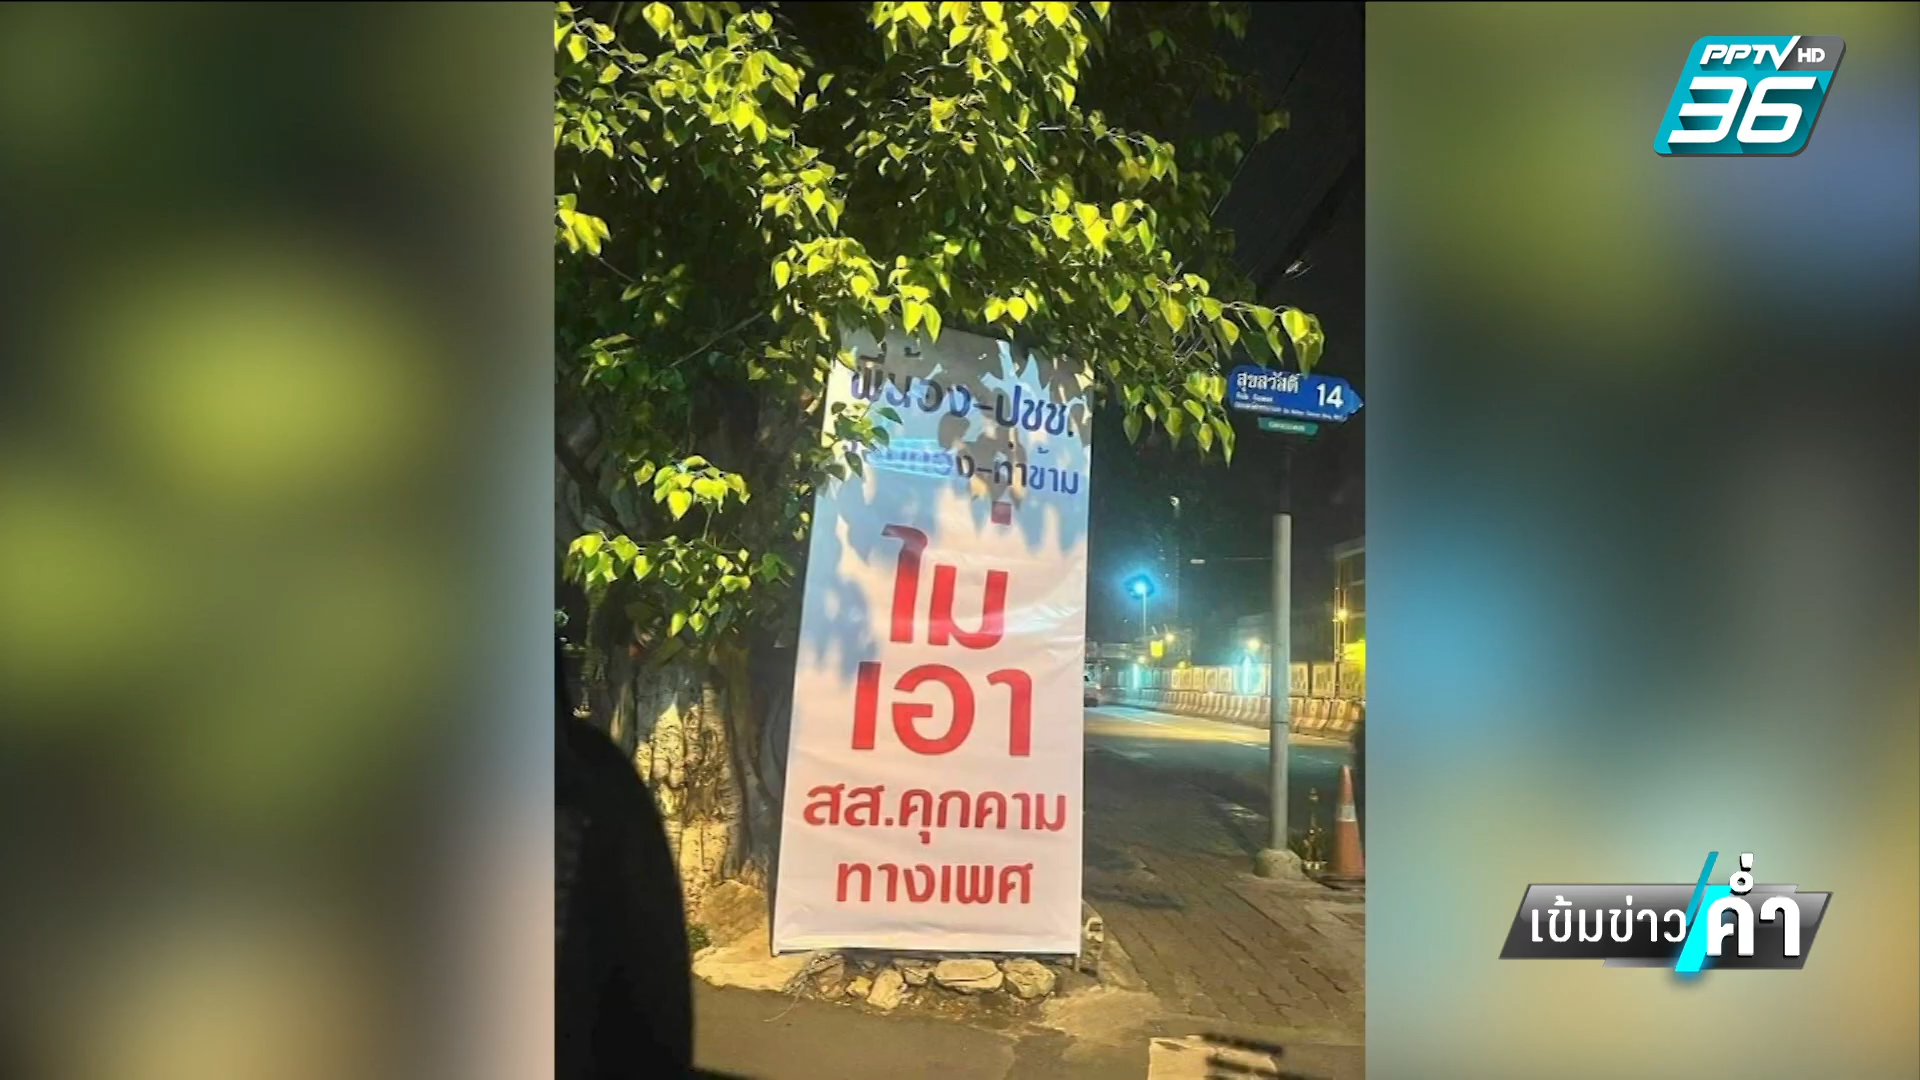 PPTV HD
36
พี่น้อง-ปชช.
ท่าข้าม
ไม่
เอา
สส.คุกคาม
ทางเพศ
สุขสวัสดิ์ 14
เข้มข่าวค่ำ